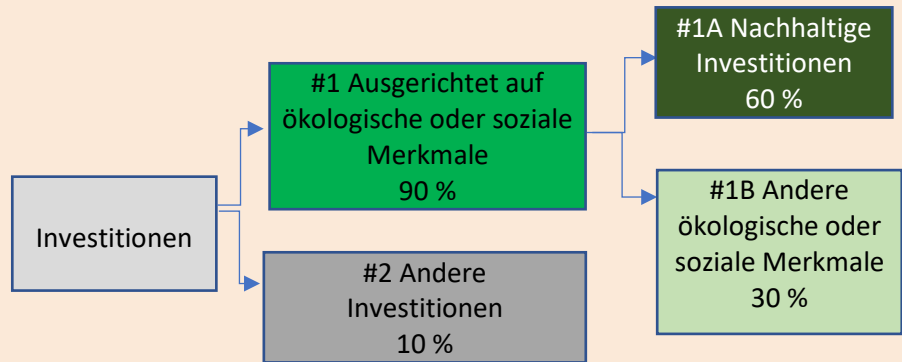 Investitionen
#1 Ausgerichtet auf
ökologische oder soziale
Merkmale
90 %
#2 Andere
Investitionen
10 %
#1A Nachhaltige
Investitionen
60 %
#1B Andere
ökologische oder
soziale Merkmale
30 %